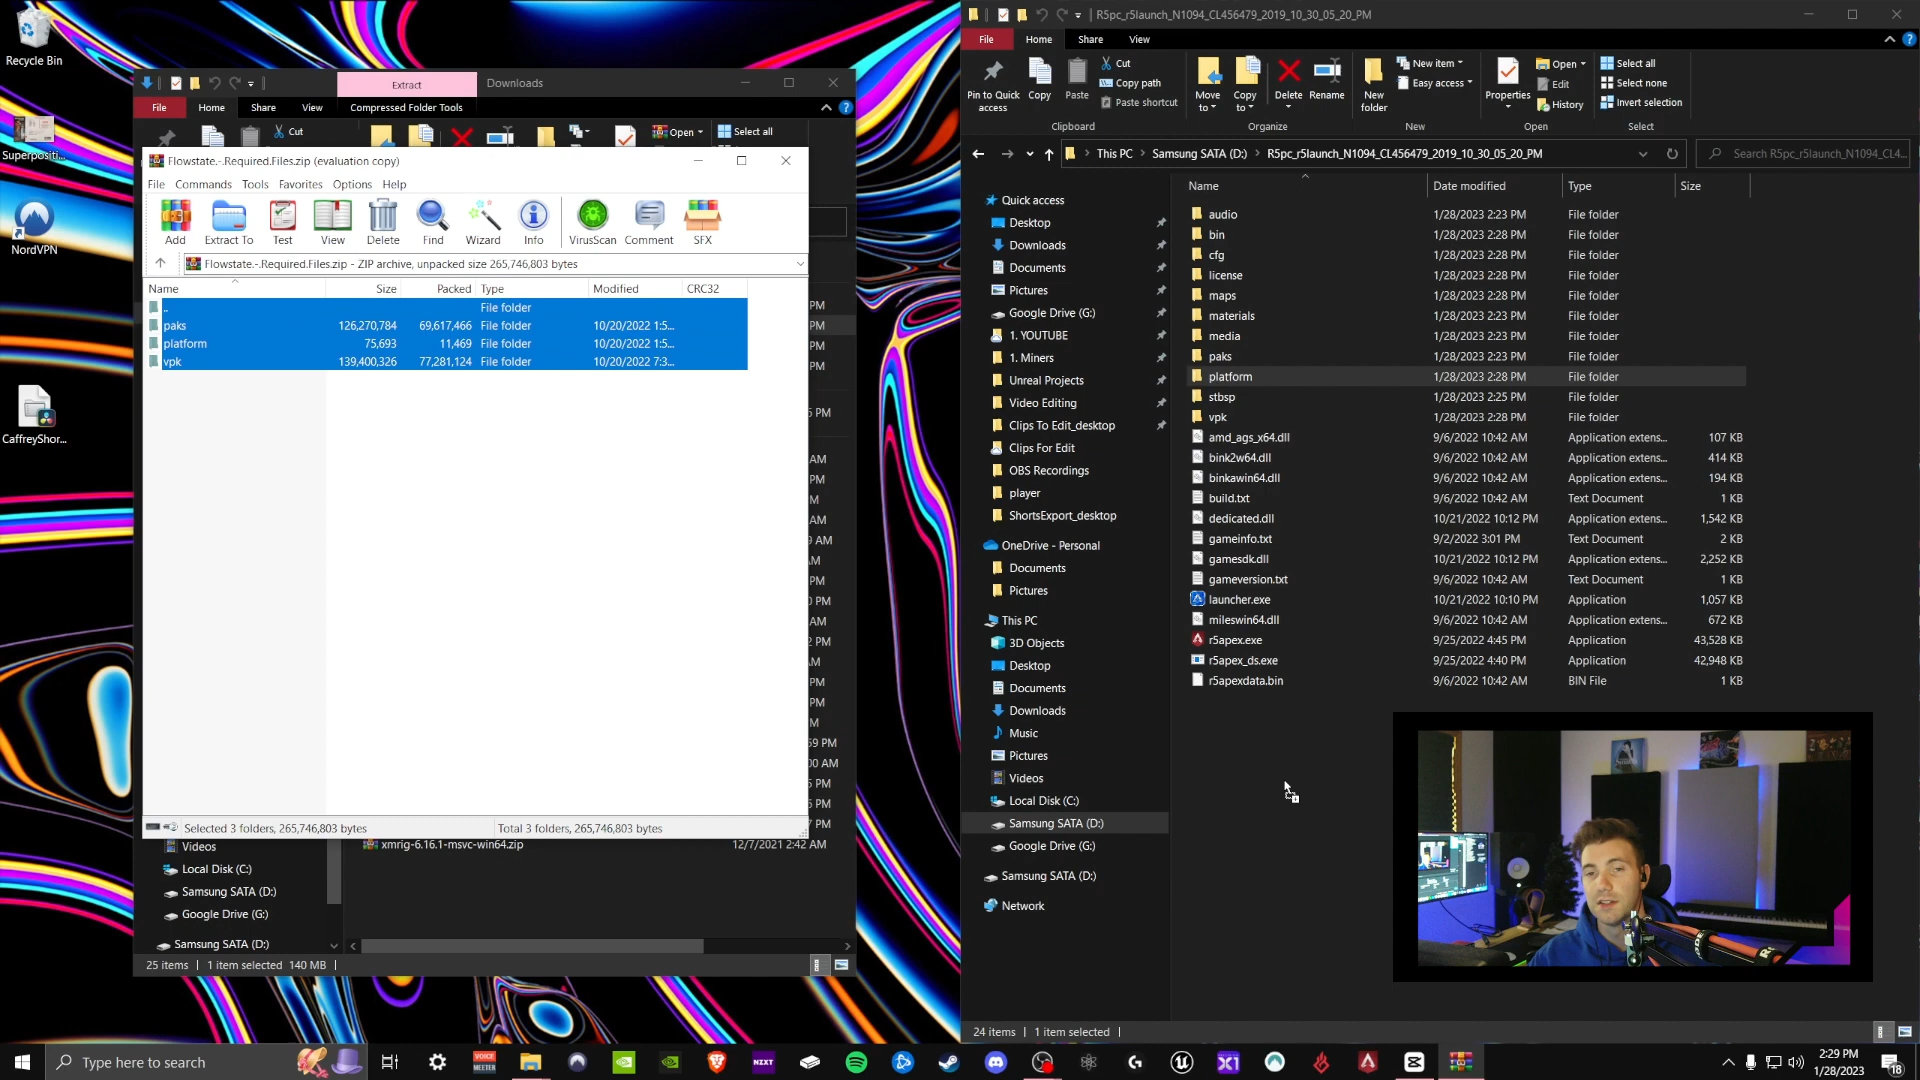 Recycle Bin
Superpositi...
NordVPN
CaffreyShor...
Extract
Downloads
File
Home
Share
View
Compressed Folder Tools
Cut
Open
Select all
Flowstate.-.Required.Files.zip (evaluation copy)
File Commands Tools Favorites Options Help
Add
Extract To
Test
View
Delete
Find
Wizard
Info
VirusScan
Comment
SFX
Flowstate.-.Required.Files.zip - ZIP archive, unpacked size 265,746,803 bytes
Name Size Packed Type Modified CRC32
.. File folder
paks 126,270,784 69,617,466 File folder 10/20/2022 1:5...
platform 75,693 11,469 File folder 10/20/2022 1:5...
vpk 139,400,326 77,281,124 File folder 10/20/2022 7:3...
Selected 3 folders, 265,746,803 bytes
Total 3 folders, 265,746,803 bytes
Videos
xmrig-6.16.1-msvc-win64.zip 12/7/2021 2:42 AM
Local Disk (C:)
Samsung SATA (D:)
Google Drive (G:)
Samsung SATA (D:)
25 items 1 item selected 140 MB
R5pc_r5launch_N1094_CL456479_2019_10_30_05_20_PM
File
Home
Share
View
Pin to Quick access
Copy
Paste
Cut
Copy path
Paste shortcut
Clipboard
Move to
Copy to
Delete
Rename
Organize
New folder
New item
Easy access
New
Properties
Open
Edit
History
Open
Select all
Select none
Invert selection
Select
This PC > Samsung SATA (D:) > R5pc_r5launch_N1094_CL456479_2019_10_30_05_20_PM
Search R5pc_r5launch_N1094_CL4...
Quick access
Desktop
Downloads
Documents
Pictures
Google Drive (G:)
1. YOUTUBE
1. Miners
Unreal Projects
Video Editing
Clips To Edit_desktop
Clips For Edit
OBS Recordings
player
ShortsExport_desktop
OneDrive - Personal
Documents
Pictures
This PC
3D Objects
Desktop
Documents
Downloads
Music
Pictures
Videos
Local Disk (C:)
Samsung SATA (D:)
Google Drive (G:)
Samsung SATA (D:)
Network
Name Date modified Type Size
audio 1/28/2023 2:23 PM File folder
bin 1/28/2023 2:28 PM File folder
cfg 1/28/2023 2:28 PM File folder
license 1/28/2023 2:28 PM File folder
maps 1/28/2023 2:28 PM File folder
materials 1/28/2023 2:23 PM File folder
media 1/28/2023 2:23 PM File folder
paks 1/28/2023 2:23 PM File folder
platform 1/28/2023 2:28 PM File folder
stbsp 1/28/2023 2:25 PM File folder
vpk 1/28/2023 2:28 PM File folder
amd_ags_x64.dll 9/6/2022 10:42 AM Application extens... 107 KB
bink2w64.dll 9/6/2022 10:42 AM Application extens... 414 KB
binkawin64.dll 9/6/2022 10:42 AM Application extens... 194 KB
build.txt 9/6/2022 10:42 AM Text Document 1 KB
dedicated.dll 10/21/2022 10:12 PM Application extens... 1,542 KB
gameinfo.txt 9/2/2022 3:01 PM Text Document 2 KB
gamesdk.dll 10/21/2022 10:12 PM Application extens... 2,252 KB
gameversion.txt 9/6/2022 10:42 AM Text Document 1 KB
launcher.exe 10/21/2022 10:10 PM Application 1,057 KB
mileswin64.dll 9/6/2022 10:42 AM Application extens... 672 KB
r5apex.exe 9/25/2022 4:45 PM Application 43,528 KB
r5apex_ds.exe 9/25/2022 4:40 PM Application 42,948 KB
r5apexdata.bin 9/6/2022 10:42 AM BIN File 1 KB
24 items 1 item selected
Type here to search
VOICE MEETER
NZXT
X1
2:29 PM
1/28/2023
18